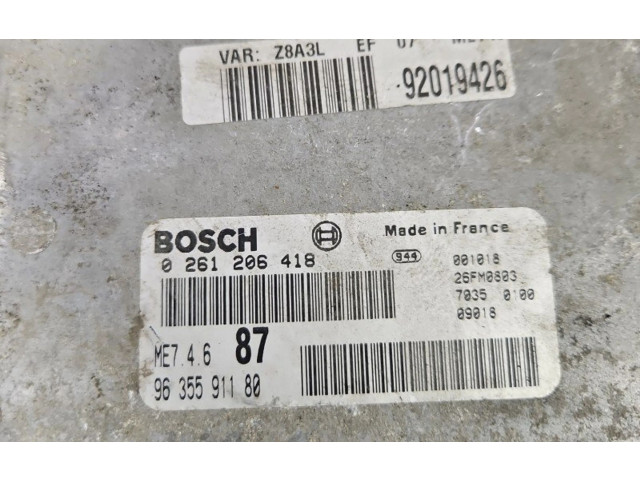 VAR: Z8A3L EF 07
92019426
BOSCH Made in France
0 261 206 418 944 001018
26FM0803
7035 0100
09018
ME7.4.6 87
96 355 911 80